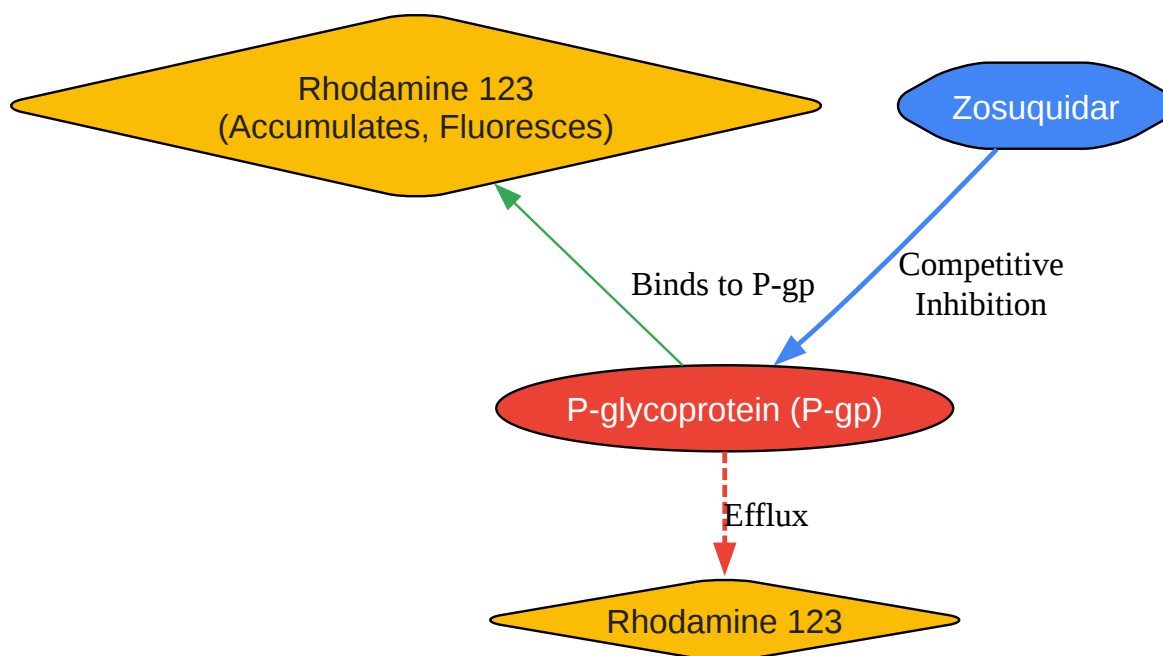 Rhodamine 123
(Accumulates, Fluoresces)
Zosuquidar
Binds to P-gp
Competitive
Inhibition
P-glycoprotein (P-gp)
Efflux
Rhodamine 123